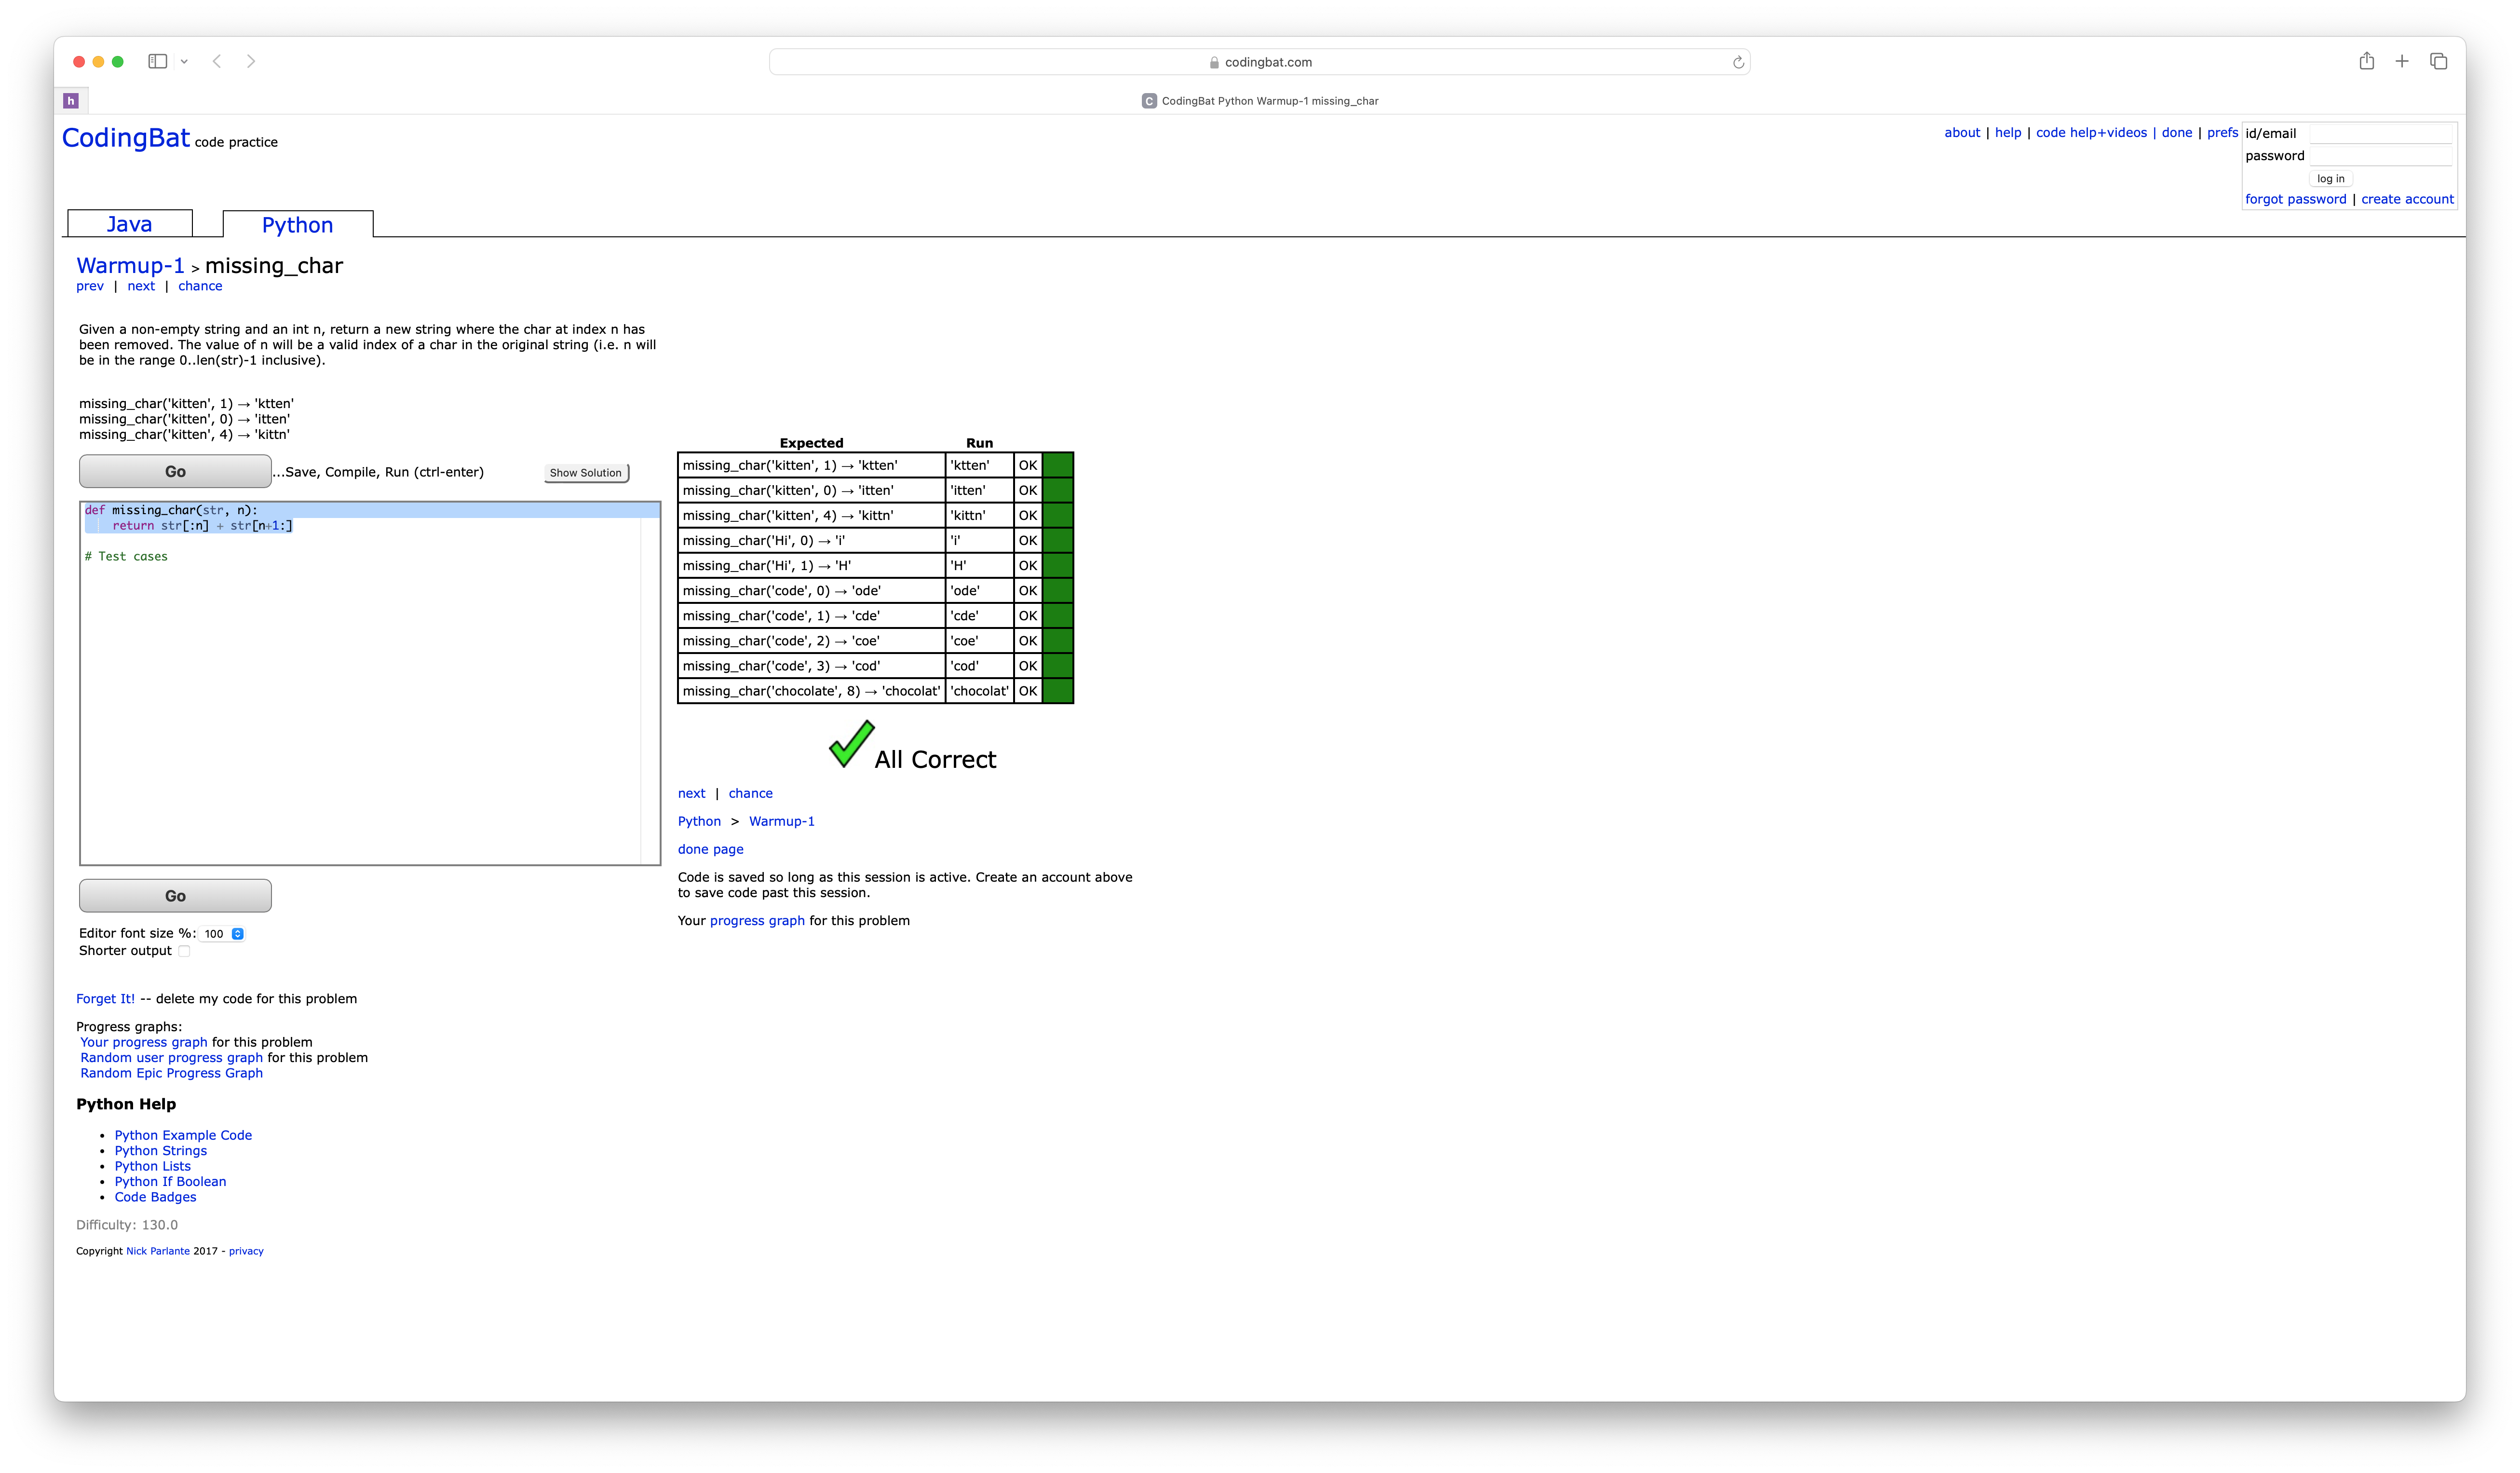 codingbat.com
h
C CodingBat Python Warmup-1 missing_char
CodingBat code practice
about | help | code help+videos | done | prefs
id/email
password
log in
forgot password | create account
Java
Python
Warmup-1 > missing_char
prev | next | chance
Given a non-empty string and an int n, return a new string where the char at index n has
been removed. The value of n will be a valid index of a char in the original string (i.e. n will
be in the range 0..len(str)-1 inclusive).
missing_char('kitten', 1) → 'ktten'
missing_char('kitten', 0) → 'itten'
missing_char('kitten', 4) → 'kittn'
Go ...Save, Compile, Run (ctrl-enter) Show Solution
def missing_char(str, n):
    return str[:n] + str[n+1:]
# Test cases
Go
Editor font size %: 100
Shorter output
Expected Run
missing_char('kitten', 1) → 'ktten' 'ktten' OK
missing_char('kitten', 0) → 'itten' 'itten' OK
missing_char('kitten', 4) → 'kittn' 'kittn' OK
missing_char('Hi', 0) → 'i' 'i' OK
missing_char('Hi', 1) → 'H' 'H' OK
missing_char('code', 0) → 'ode' 'ode' OK
missing_char('code', 1) → 'cde' 'cde' OK
missing_char('code', 2) → 'coe' 'coe' OK
missing_char('code', 3) → 'cod' 'cod' OK
missing_char('chocolate', 8) → 'chocolat' 'chocolat' OK
All Correct
next | chance
Python > Warmup-1
done page
Code is saved so long as this session is active. Create an account above
to save code past this session.
Your progress graph for this problem
Forget It! -- delete my code for this problem
Progress graphs:
Your progress graph for this problem
Random user progress graph for this problem
Random Epic Progress Graph
Python Help
• Python Example Code
• Python Strings
• Python Lists
• Python If Boolean
• Code Badges
Difficulty: 130.0
Copyright Nick Parlante 2017 - privacy